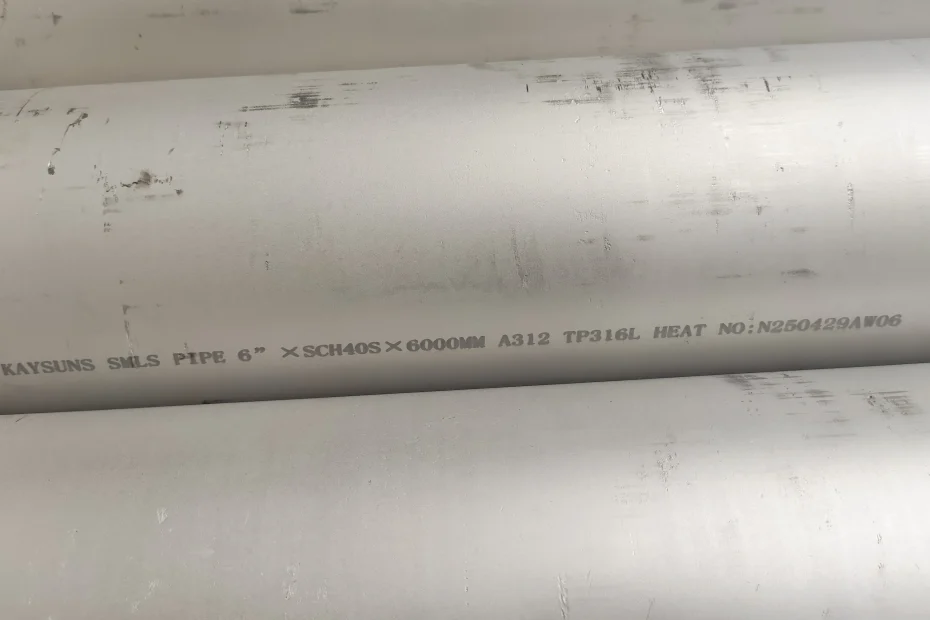 KAYSUNS SMLS PIPE 6” ×SCH40S×6000MM A312 TP316L HEAT NO:N250429AW06